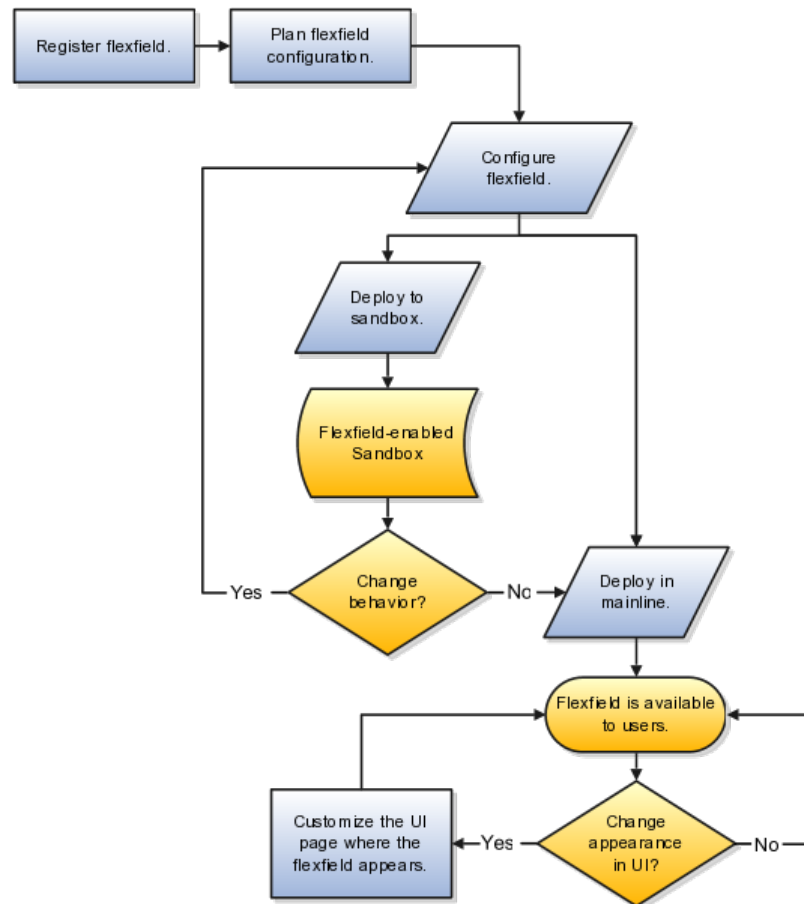 Register flexfield.
Plan flexfield
configuration.
Configure
flexfield.
Deploy to
sandbox.
Flexfield-enabled
Sandbox
Change
behavior?
Yes
No
Deploy in
mainline.
Flexfield is available
to users.
Customize the UI
page where the
flexfield appears.
Yes
Change
appearance
in UI?
No